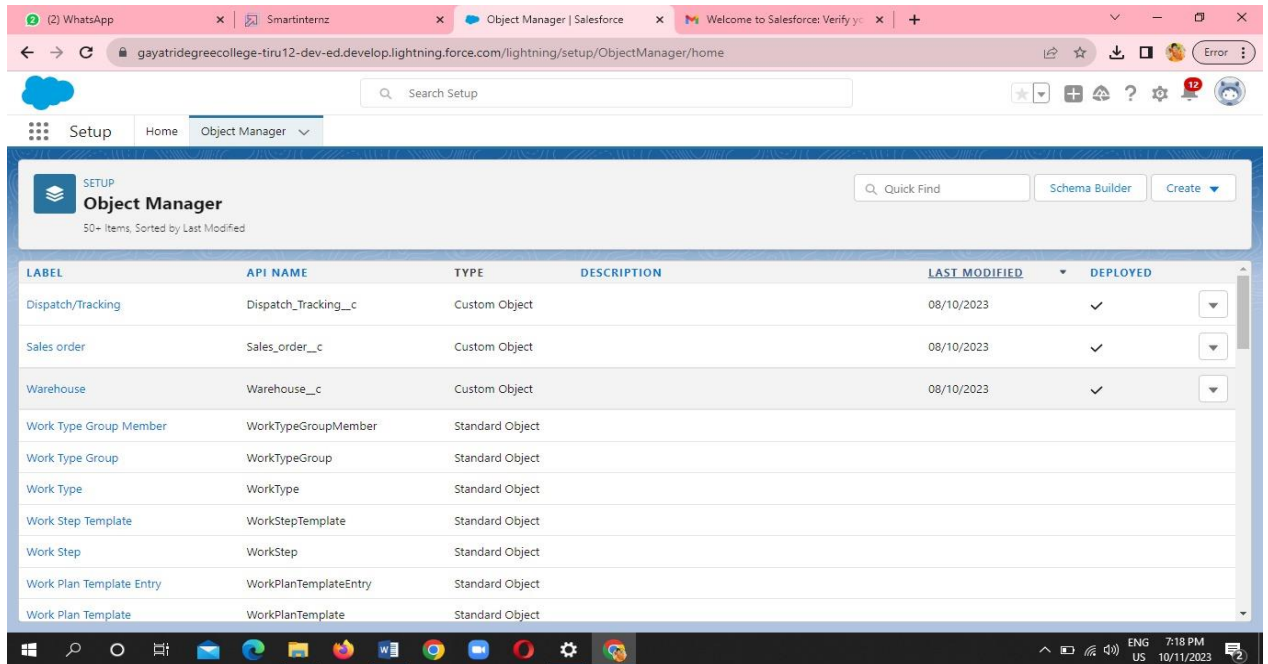 (2) WhatsApp
Smartinternz
Object Manager | Salesforce
Welcome to Salesforce: Verify yo
gayatridegreecollege-tiru12-dev-ed.develop.lightning.force.com/lightning/setup/ObjectManager/home
Error
Search Setup
12
Setup Home Object Manager
SETUP
Object Manager
50+ Items, Sorted by Last Modified
Quick Find
Schema Builder
Create
LABEL API NAME TYPE DESCRIPTION LAST MODIFIED DEPLOYED
Dispatch/Tracking Dispatch_Tracking__c Custom Object 08/10/2023
Sales order Sales_order__c Custom Object 08/10/2023
Warehouse Warehouse__c Custom Object 08/10/2023
Work Type Group Member WorkTypeGroupMember Standard Object
Work Type Group WorkTypeGroup Standard Object
Work Type WorkType Standard Object
Work Step Template WorkStepTemplate Standard Object
Work Step WorkStep Standard Object
Work Plan Template Entry WorkPlanTemplateEntry Standard Object
Work Plan Template WorkPlanTemplate Standard Object
ENG 7:18 PM
US 10/11/2023 2